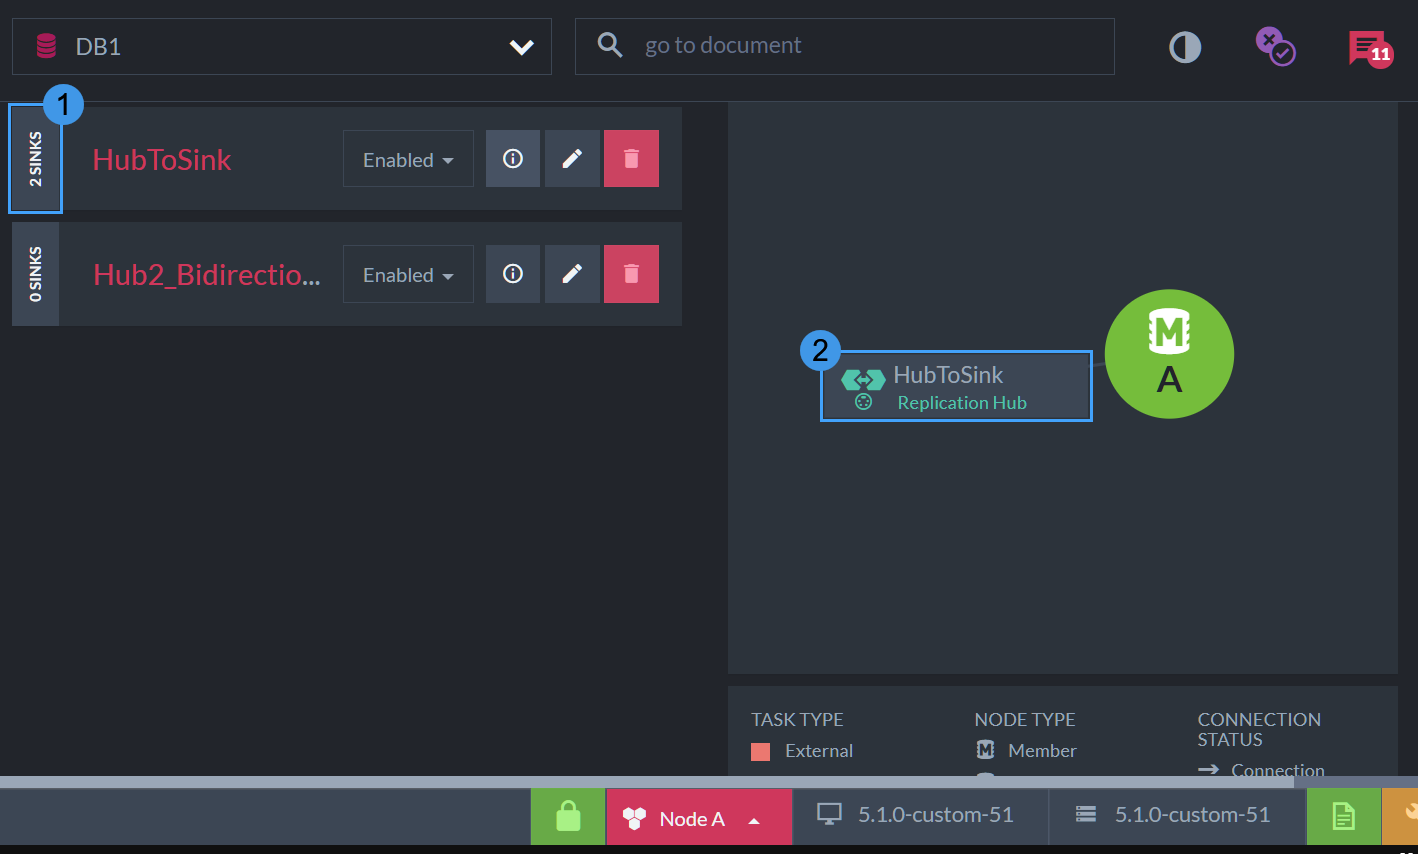 DB1
go to document
11
1
2 SINKS
HubToSink
Enabled
0 SINKS
Hub2_Bidirectio...
Enabled
2
HubToSink
Replication Hub
M
A
TASK TYPE
External
NODE TYPE
M Member
CONNECTION
STATUS
Connection
Node A
5.1.0-custom-51
5.1.0-custom-51